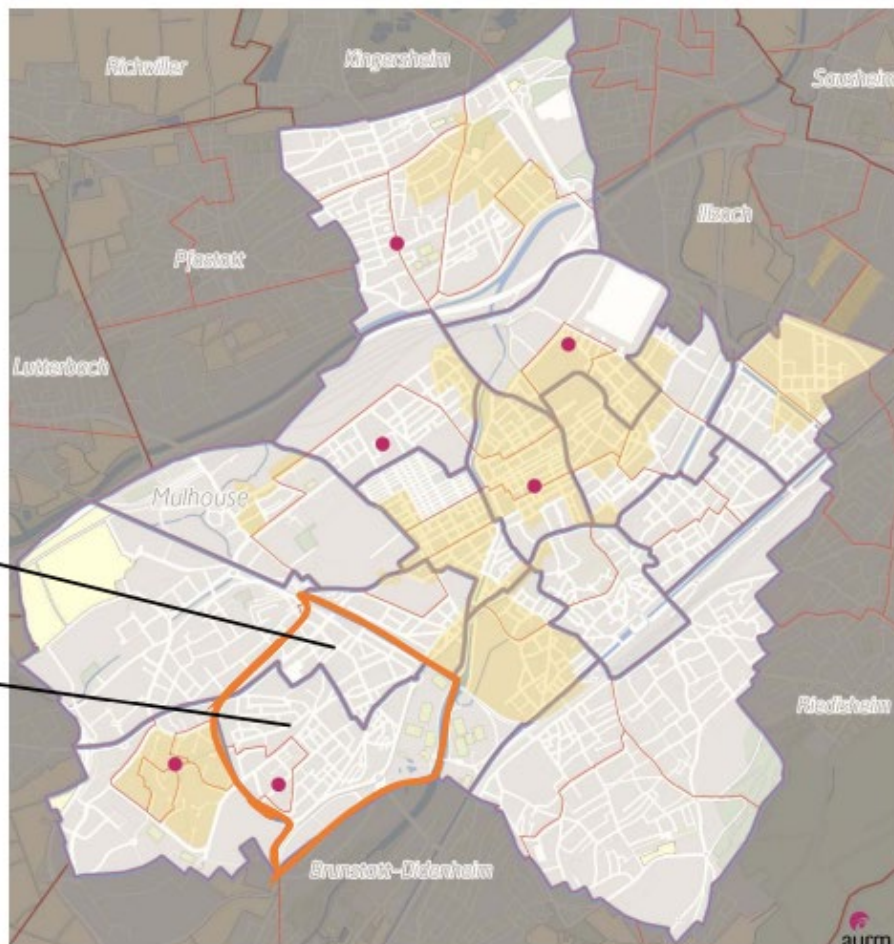 Richwiller
Kingersheim
Sausheim
Illzach
Pfastatt
Lutterbach
Mulhouse
Riedisheim
Brunstatt-Didenheim
aurm